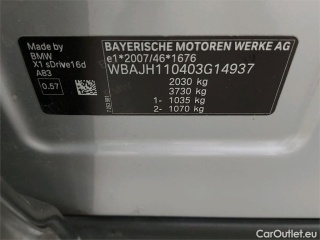 Made by
BMW
X1 sDrive16d
A83
0.57
BAYERISCHE MOTOREN WERKE AG
e1*2007/46*1676
WBAJH110403G14937
2030 kg
3730 kg
1- 1035 kg
2- 1070 kg
CarOutlet.eu